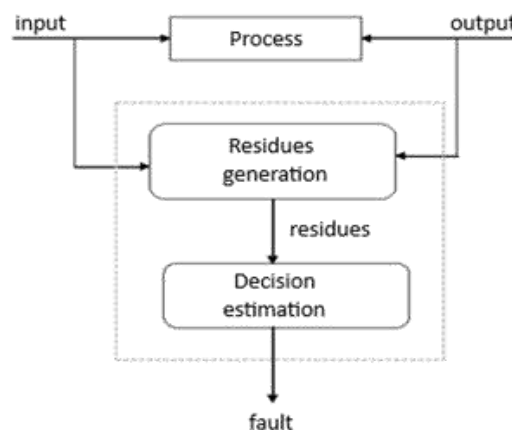 input
output
Process
Residues
generation
residues
Decision
estimation
fault